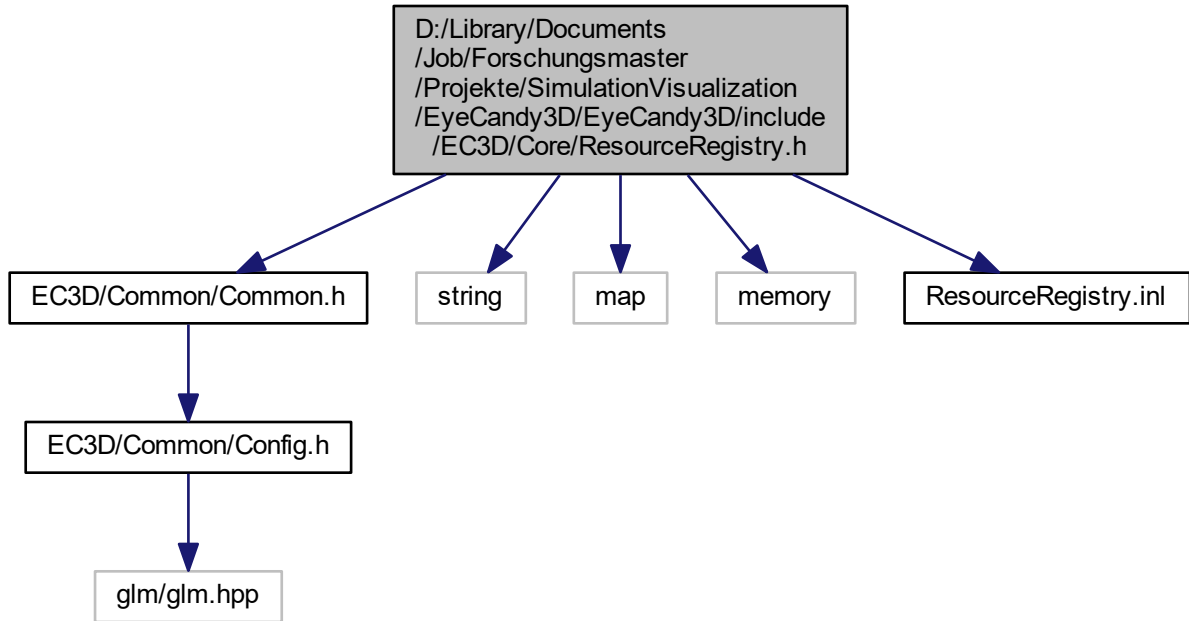 D:/Library/Documents
/Job/Forschungsmaster
/Projekte/SimulationVisualization
/EyeCandy3D/EyeCandy3D/include
/EC3D/Core/ResourceRegistry.h
EC3D/Common/Common.h
string
map
memory
ResourceRegistry.inl
EC3D/Common/Config.h
glm/glm.hpp